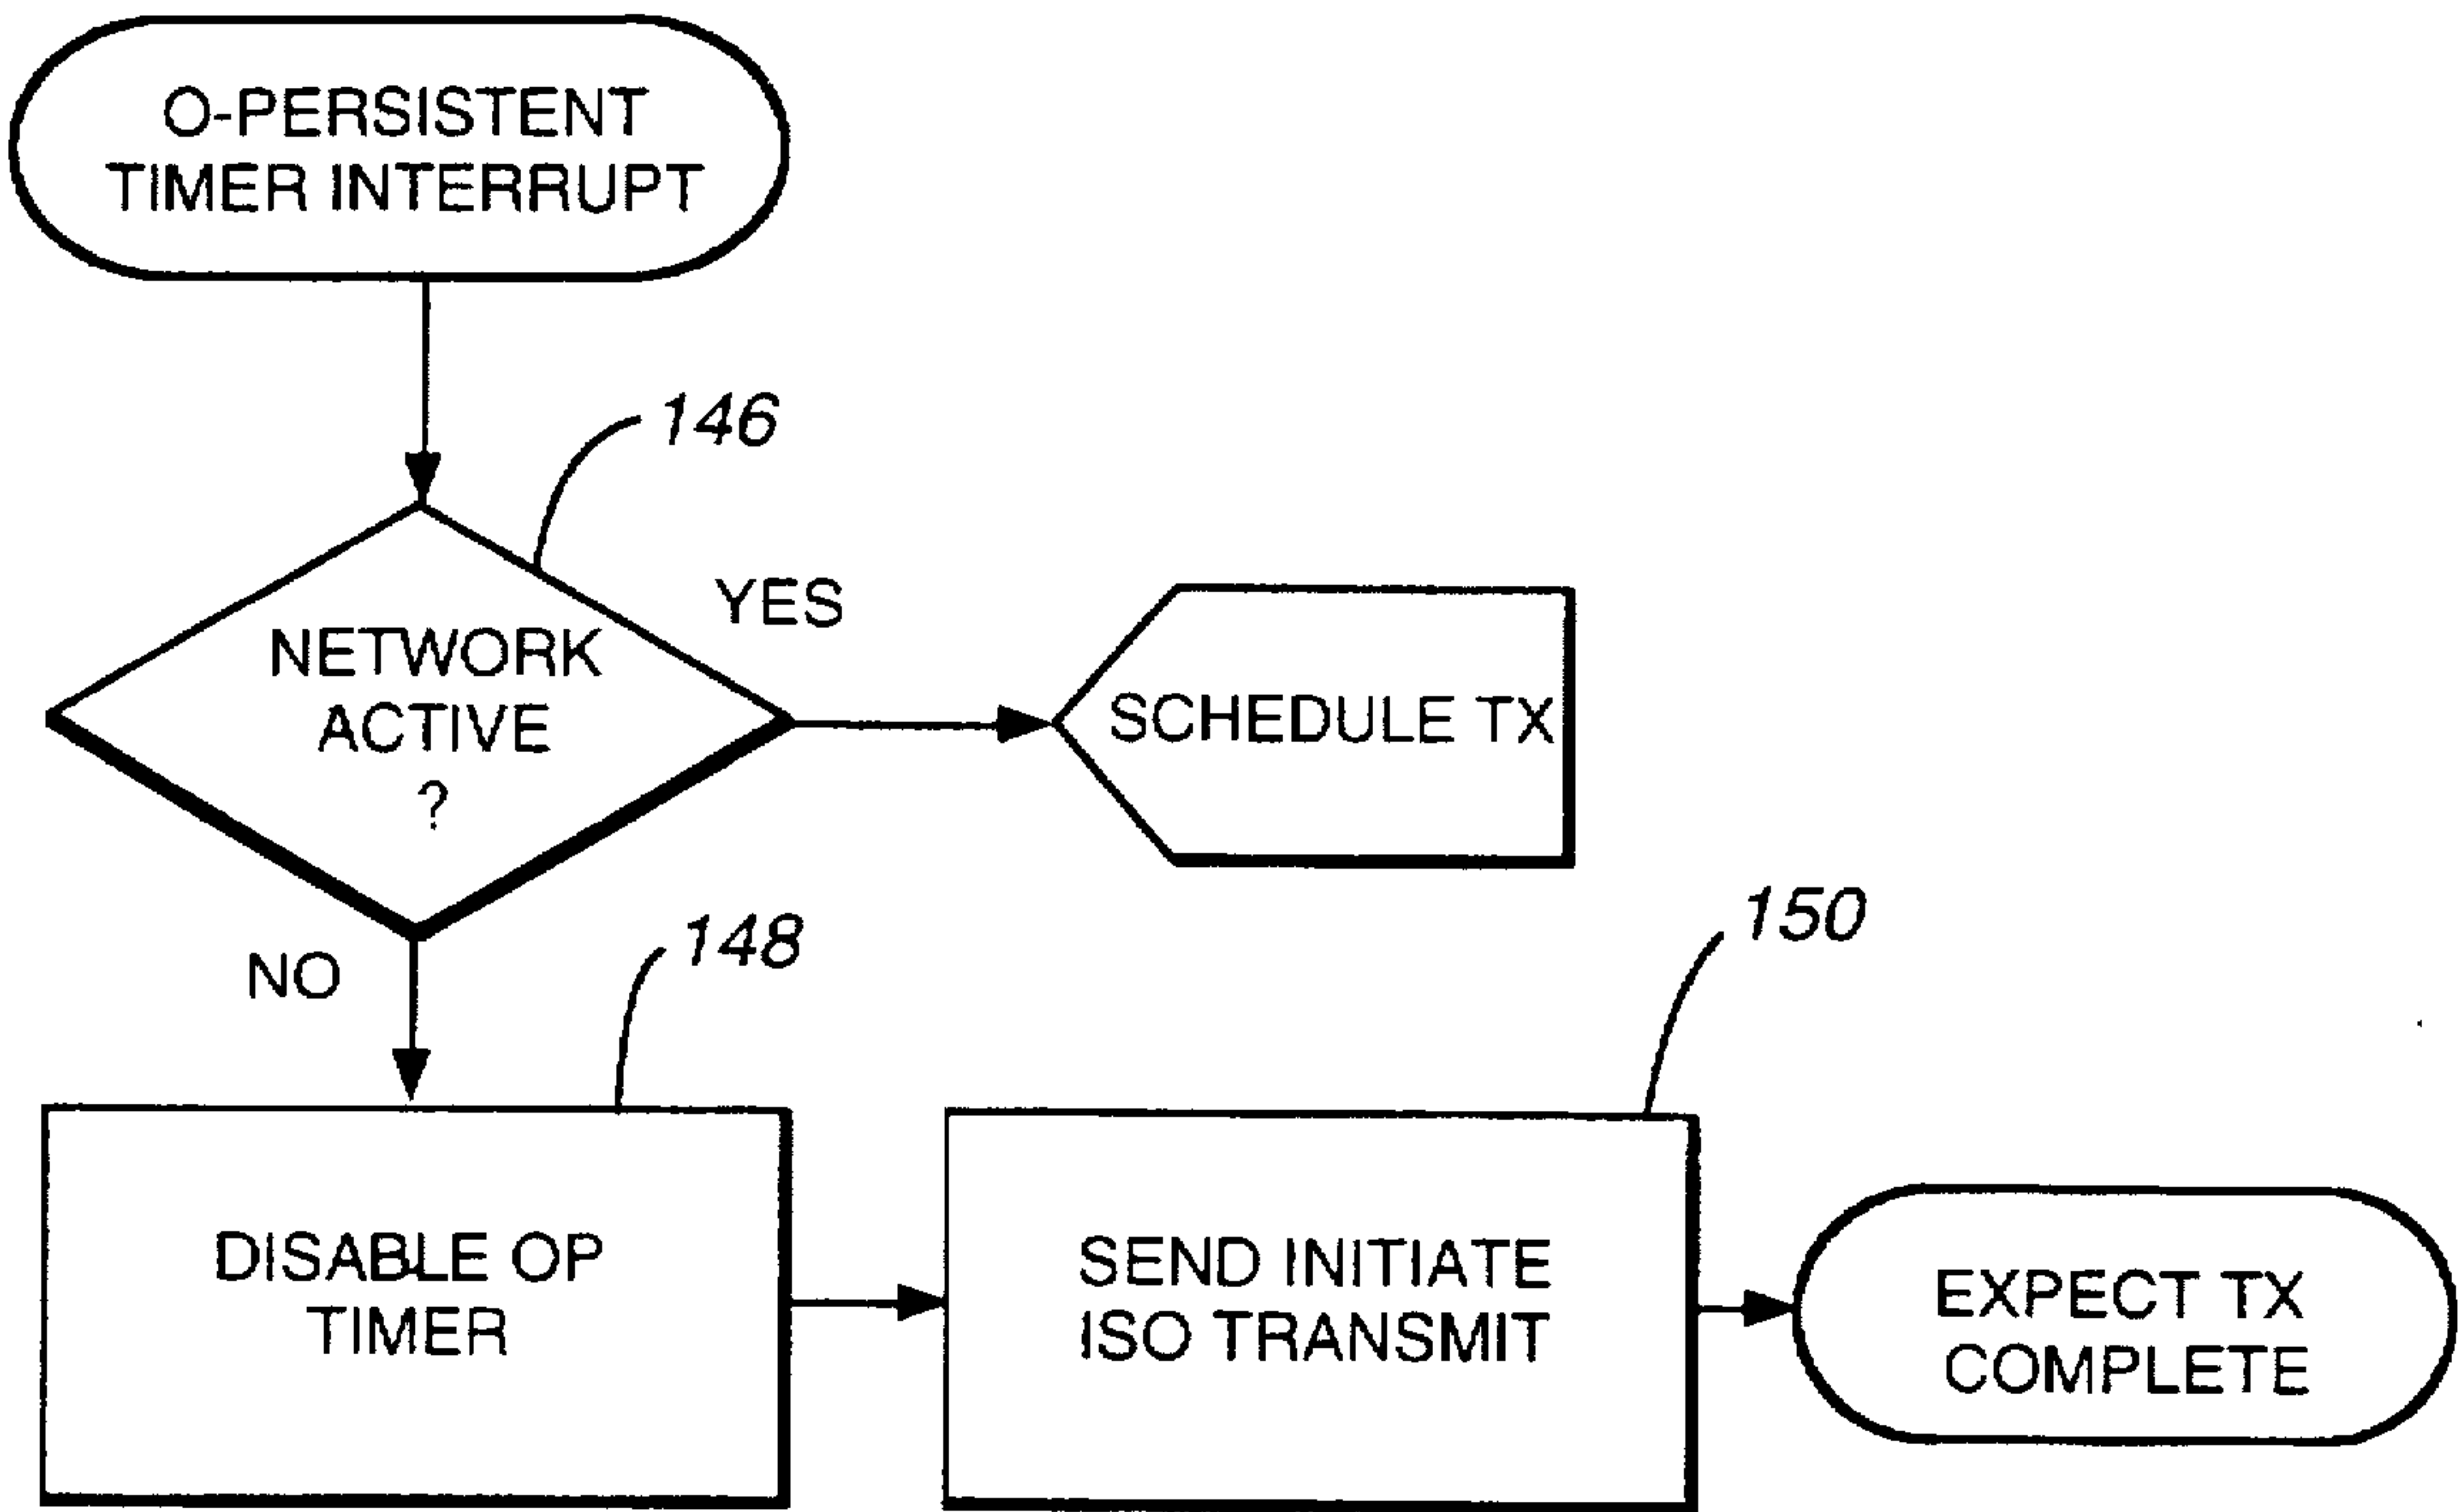 O-PERSISTENT
TIMER INTERRUPT
146
YES
NETWORK
ACTIVE
?
SCHEDULE TX
NO
148
150
DISABLE OP
TIMER
SEND INITIATE
ISO TRANSMIT
EXPECT TX
COMPLETE